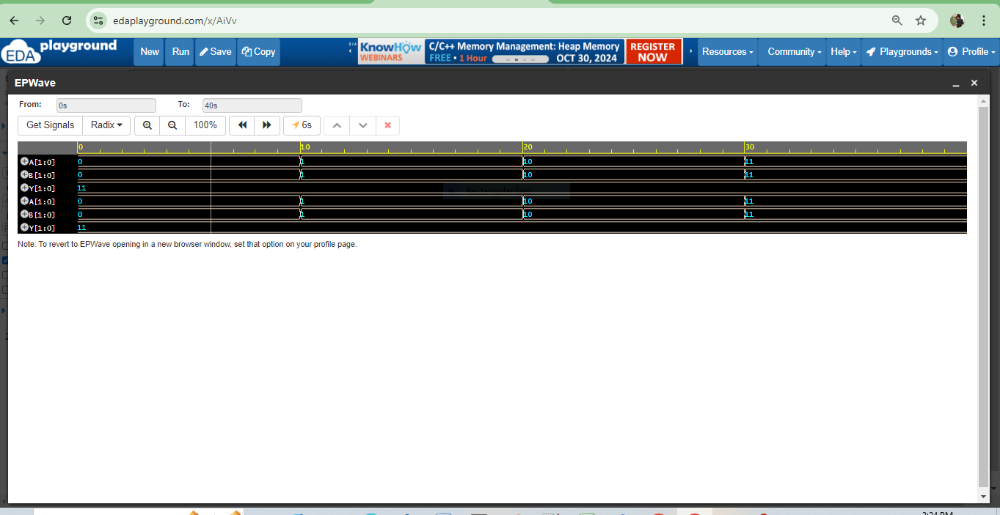 edaplayground.com/x/AiVv
EDA playground
New
Run
Save
Copy
KnowHow
WEBINARS
C/C++ Memory Management: Heap Memory
FREE • 1 Hour
OCT 30, 2024
REGISTER
NOW
Resources
Community
Help
Playgrounds
Profile
EPWave
From:
0s
To:
40s
Get Signals
Radix
100%
6s
0 10 20 30
A[1:0] 0 1 10 11
B[1:0] 0 1 10 11
Y[1:0] 11
A[1:0] 0 1 10 11
B[1:0] 0 1 10 11
Y[1:0] 11
Rectangular Snip
Note: To revert to EPWave opening in a new browser window, set that option on your profile page.